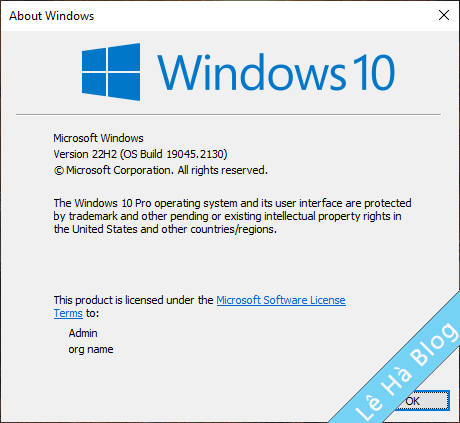 About Windows
Windows 10
Microsoft Windows
Version 22H2 (OS Build 19045.2130)
© Microsoft Corporation. All rights reserved.
The Windows 10 Pro operating system and its user interface are protected
by trademark and other pending or existing intellectual property rights in
the United States and other countries/regions.
This product is licensed under the Microsoft Software License
Terms to:
Admin
org name
OK
Lê Hà Blog